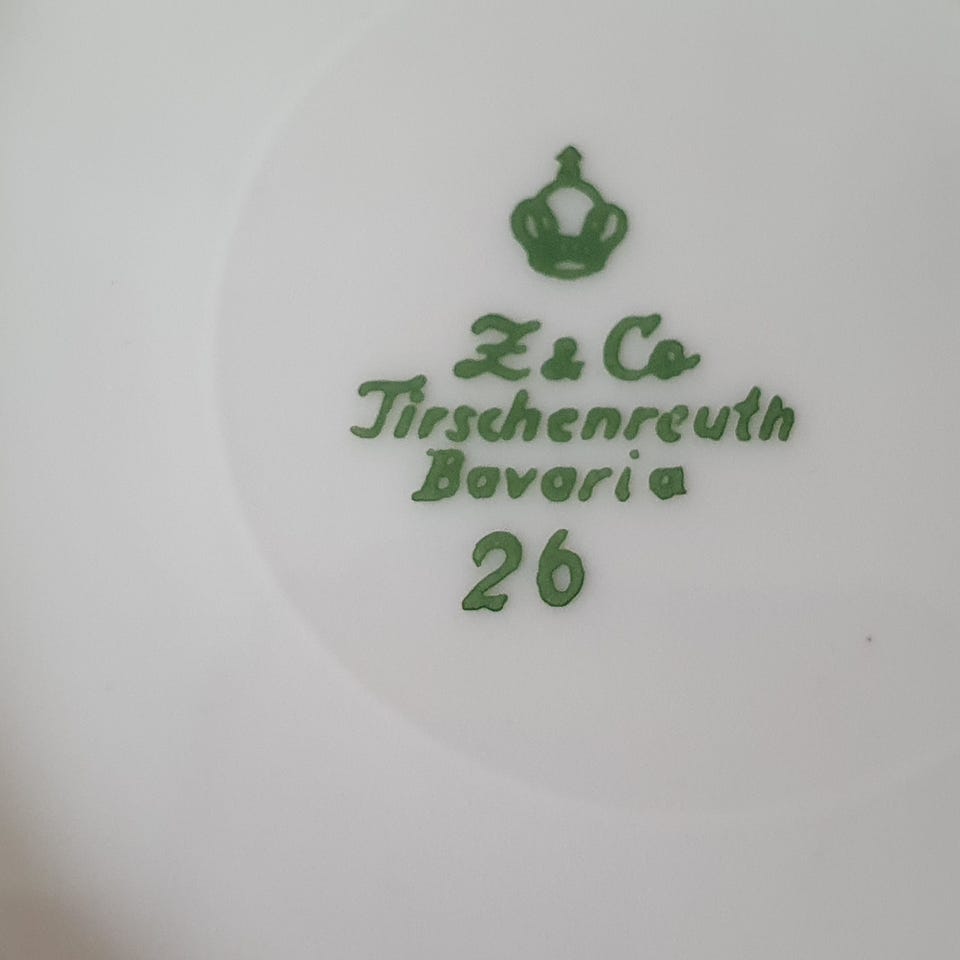 Z & Co
Tirschenreuth
Bavaria
26